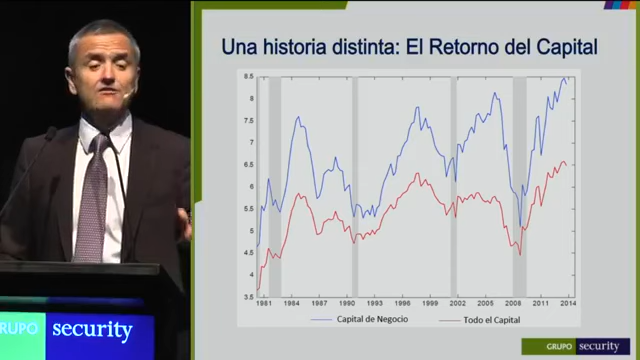 Una historia distinta: El Retorno del Capital
8.5
8
7.5
7
6.5
6
5.5
5
4.5
4
3.5
1981 1984 1987 1990 1993 1996 1999 2002 2005 2008 2011 2014
Capital de Negocio Todo el Capital
GRUPO security
GRUPO security